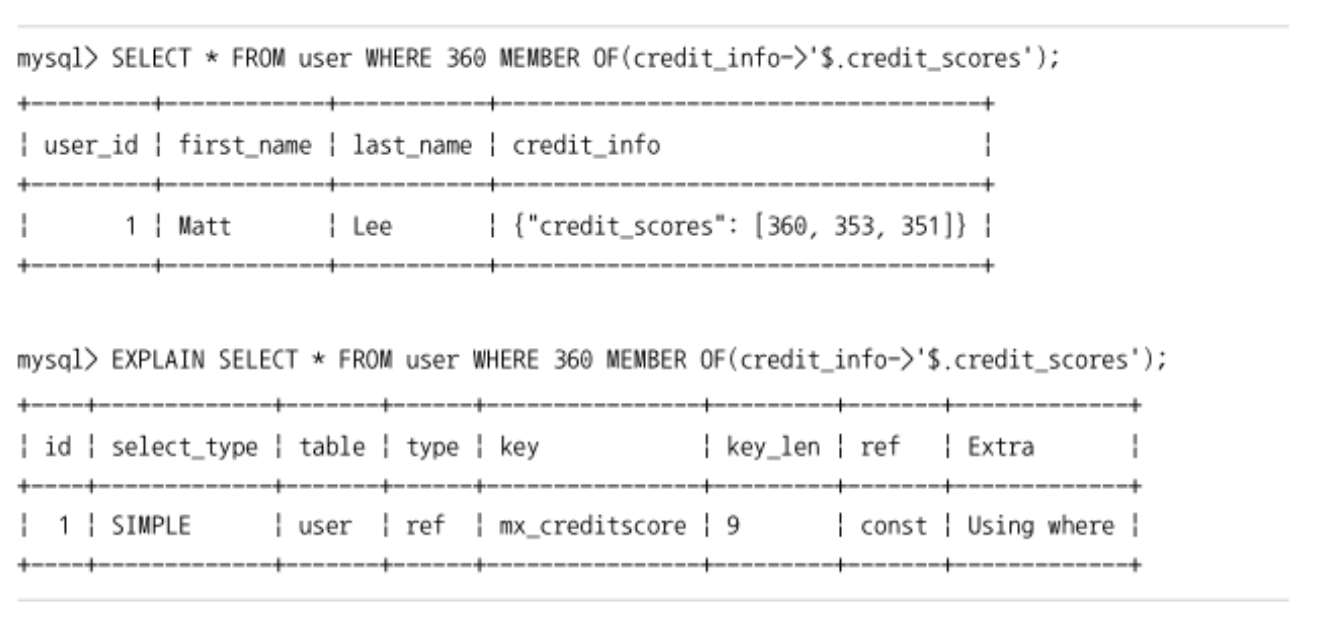 mysql> SELECT * FROM user WHERE 360 MEMBER OF(credit_info->'$.credit_scores');
+---------+------------+-----------+-----------------------------------+
| user_id | first_name | last_name | credit_info                       |
+---------+------------+-----------+-----------------------------------+
|       1 | Matt       | Lee       | {"credit_scores": [360, 353, 351]} |
+---------+------------+-----------+-----------------------------------+
mysql> EXPLAIN SELECT * FROM user WHERE 360 MEMBER OF(credit_info->'$.credit_scores');
+----+-------------+-------+------+----------------+---------+-------+-------------+
| id | select_type | table | type | key            | key_len | ref   | Extra       |
+----+-------------+-------+------+----------------+---------+-------+-------------+
|  1 | SIMPLE      | user  | ref  | mx_creditscore | 9       | const | Using where |
+----+-------------+-------+------+----------------+---------+-------+-------------+